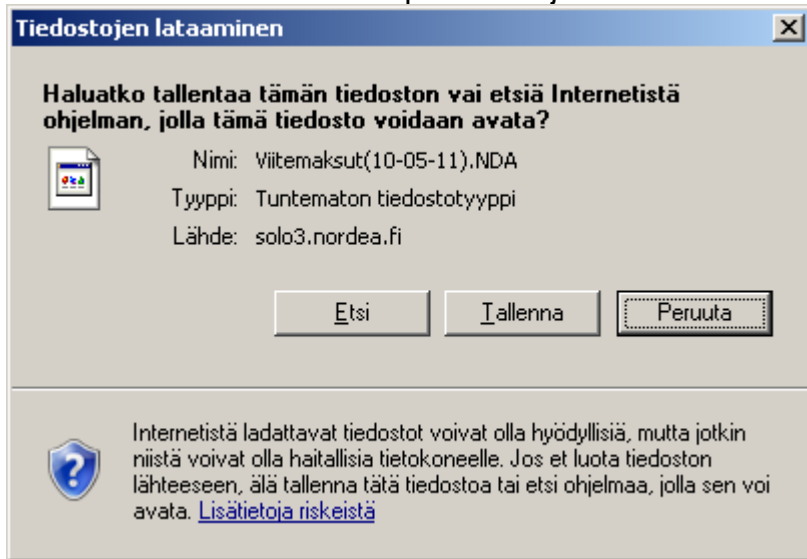 Tiedostojen lataaminen
Haluatko tallentaa tämän tiedoston vai etsiä Internetistä
ohjelman, jolla tämä tiedosto voidaan avata?
Nimi: Viitemaksut(10-05-11).NDA
Tyyppi: Tuntematon tiedostotyyppi
Lähde: solo3.nordea.fi
Etsi Tallenna Peruuta
Internetistä ladattavat tiedostot voivat olla hyödyllisiä, mutta jotkin
niistä voivat olla haitallisia tietokoneelle. Jos et luota tiedoston
lähteeseen, älä tallenna tätä tiedostoa tai etsi ohjelmaa, jolla sen voi
avata. Lisätietoja riskeistä